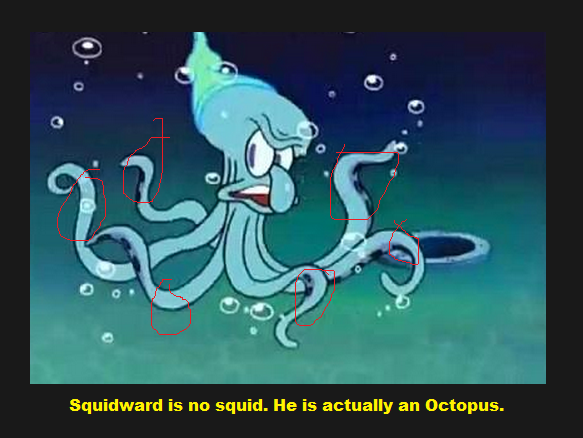 Squidward is no squid. He is actually an Octopus.